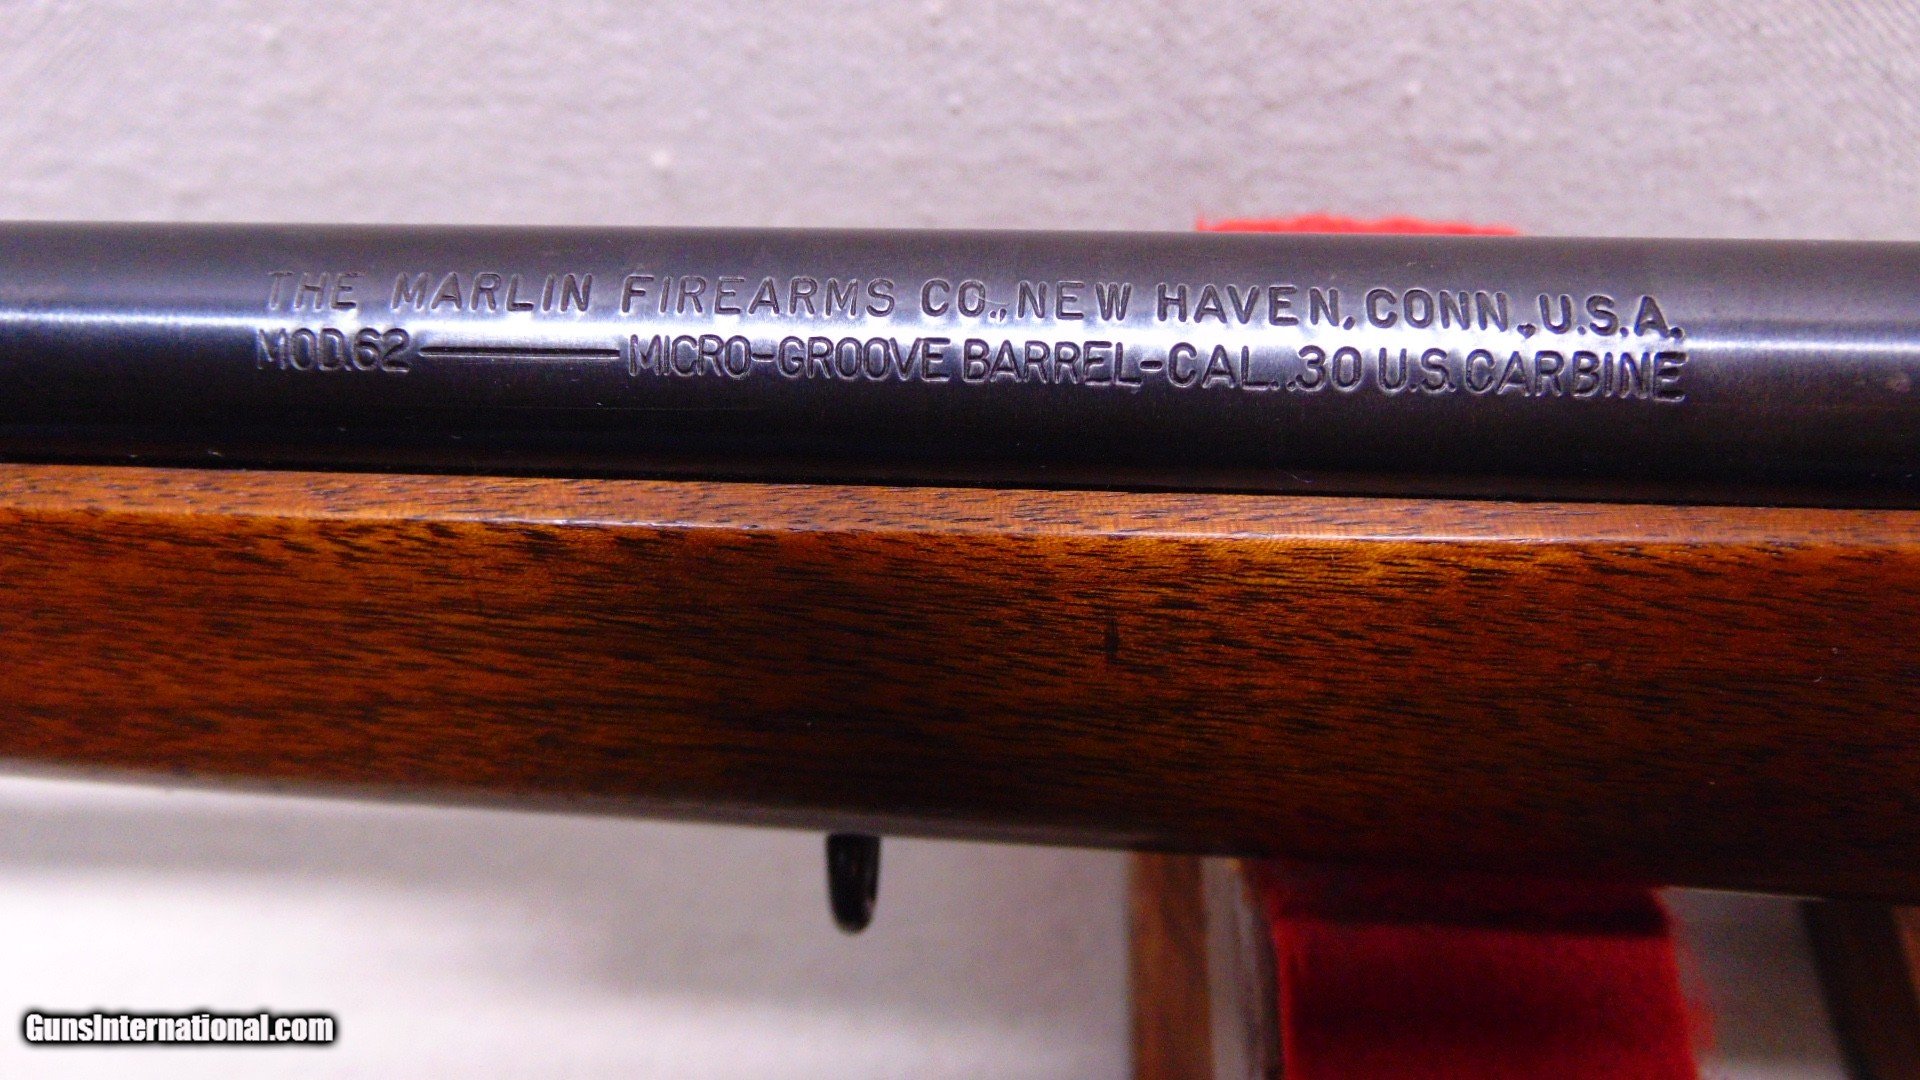 THE MARLIN FIREARMS CO., NEW HAVEN, CONN., U.S.A.
MOD.62 ——— MICRO-GROOVE BARREL-CAL. .30 U.S. CARBINE
GunsInternational.com